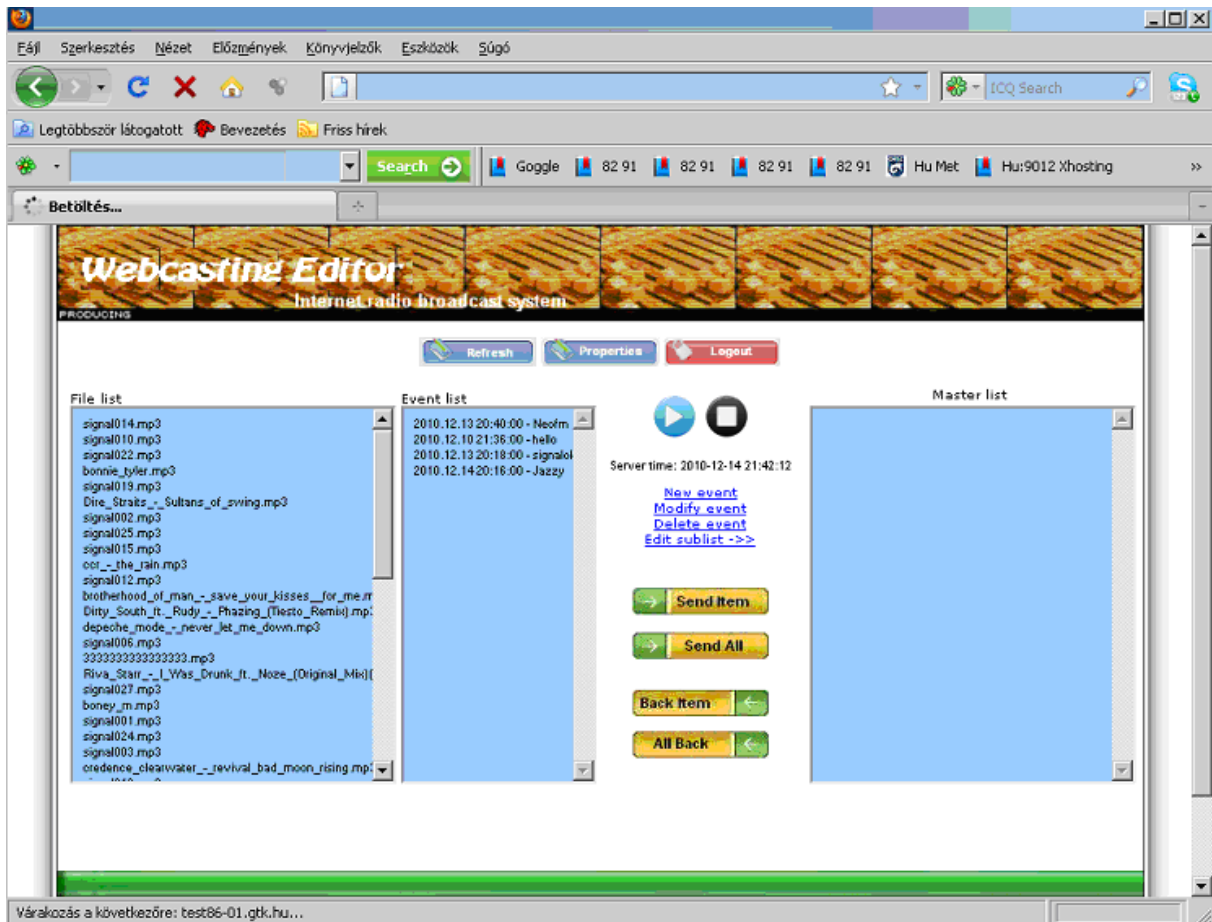 Fájl Szerkesztés Nézet Előzmények Könyvjelzők Eszközök Súgó
ICQ Search
Legtöbbször látogatott Bevezetés Friss hírek
Search Goggle 82 91 82 91 82 91 82 91 Hu Met Hu:9012 Xhosting
Betöltés...
Webcasting Editor
Internet radio broadcast system
PRODUCING
Refresh Properties Logout
File list
signal014.mp3
signal010.mp3
signal022.mp3
bonnie_tyler.mp3
signal019.mp3
Dire_Straits_-_Sultans_of_swing.mp3
signal002.mp3
signal025.mp3
signal015.mp3
ccr_-_the_rain.mp3
signal012.mp3
brotherhood_of_man_-_save_your_kisses__for_me.m
Dirty_South_ft._Rudy_-_Phazing_(Tiesto_Remix).mp3
depeche_mode_-_never_let_me_down.mp3
signal006.mp3
3333333333333333.mp3
Riva_Starr_-_I_Was_Drunk_ft._Noze_(Original_Mix)(
signal027.mp3
boney_m.mp3
signal001.mp3
signal024.mp3
signal003.mp3
credence_clearwater_-_revival_bad_moon_rising.mp3
Event list
2010.12.13 20:40:00 - Neofm
2010.12.10 21:36:00 - hello
2010.12.13 20:18:00 - signalok
2010.12.14 20:16:00 - Jazzy
Server time: 2010-12-14 21:42:12
New event
Modify event
Delete event
Edit sublist ->>
Send Item
Send All
Back Item
All Back
Master list
Várakozás a következőre: test86-01.gtk.hu...